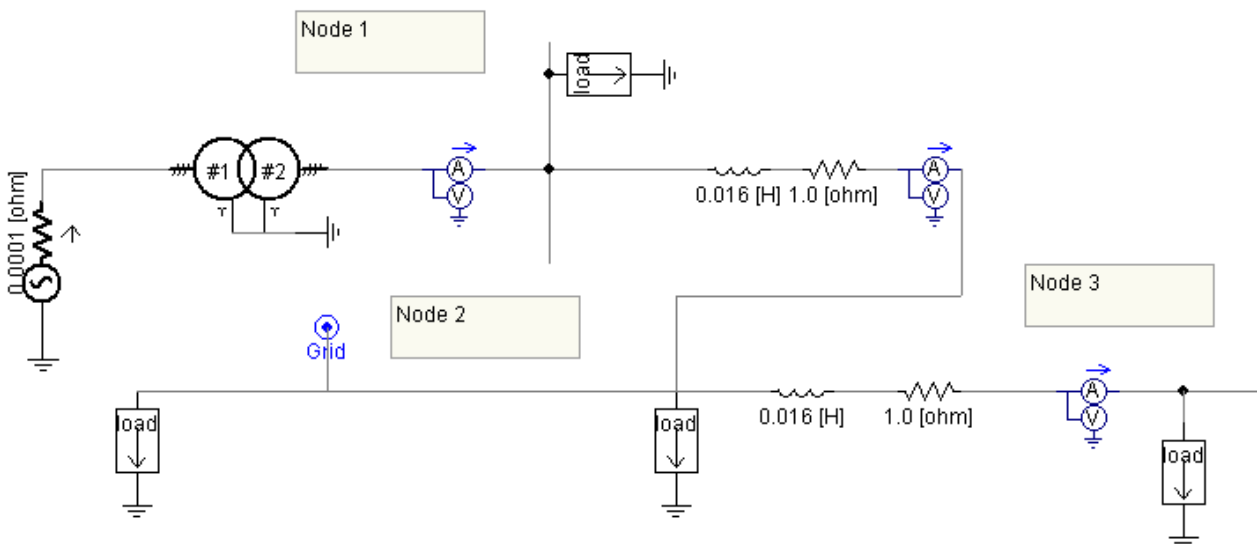 Node 1
load
0.0001 [ohm]
#1 #2
A
V
0.016 [H] 1.0 [ohm]
A
V
Node 2
Node 3
Grid
load
load
0.016 [H] 1.0 [ohm]
A
V
load